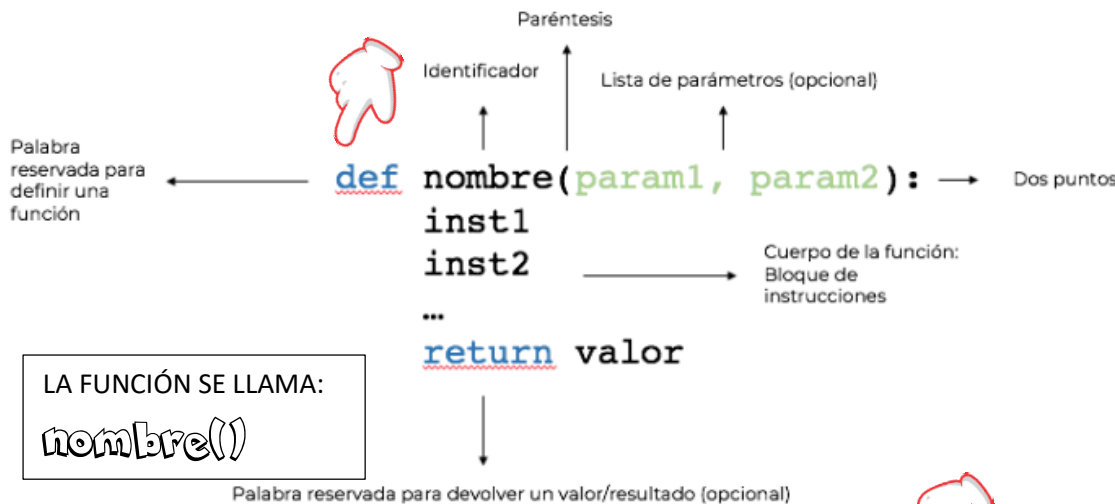 Paréntesis
Identificador
Lista de parámetros (opcional)
Palabra
reservada para
definir una
función
def nombre(param1, param2):
Dos puntos
inst1
inst2
Cuerpo de la función:
Bloque de
instrucciones
…
return valor
LA FUNCIÓN SE LLAMA:
nombre()
Palabra reservada para devolver un valor/resultado (opcional)